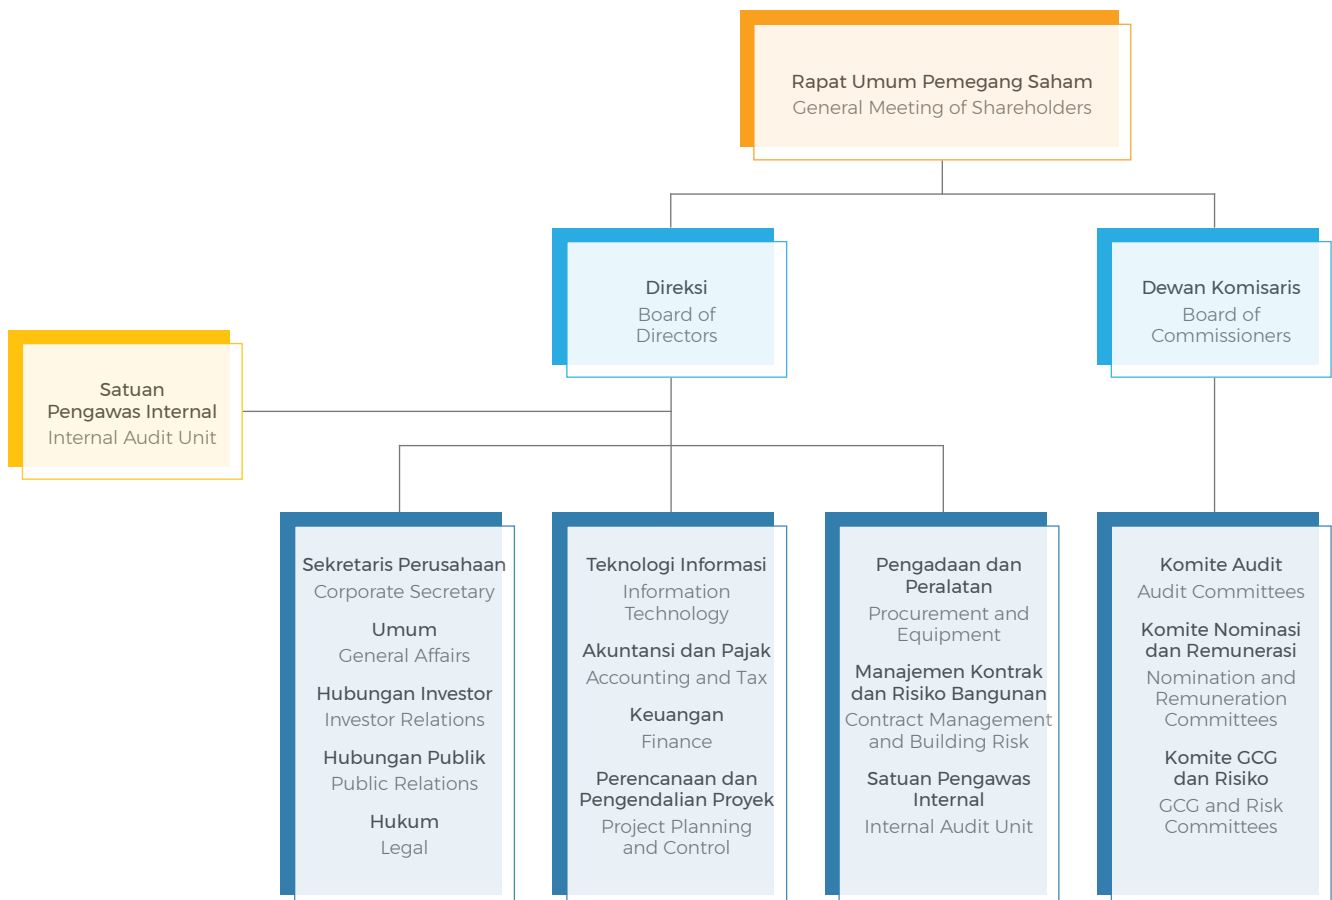 Rapat Umum Pemegang Saham
General Meeting of Shareholders
Direksi
Board of
Directors
Dewan Komisaris
Board of
Commissioners
Satuan
Pengawas Internal
Internal Audit Unit
Sekretaris Perusahaan
Corporate Secretary
Umum
General Affairs
Hubungan Investor
Investor Relations
Hubungan Publik
Public Relations
Hukum
Legal
Teknologi Informasi
Information
Technology
Akuntansi dan Pajak
Accounting and Tax
Keuangan
Finance
Perencanaan dan
Pengendalian Proyek
Project Planning
and Control
Pengadaan dan
Peralatan
Procurement and
Equipment
Manajemen Kontrak
dan Risiko Bangunan
Contract Management
and Building Risk
Satuan Pengawas
Internal
Internal Audit Unit
Komite Audit
Audit Committees
Komite Nominasi
dan Remunerasi
Nomination and
Remuneration
Committees
Komite GCG
dan Risiko
GCG and Risk
Committees